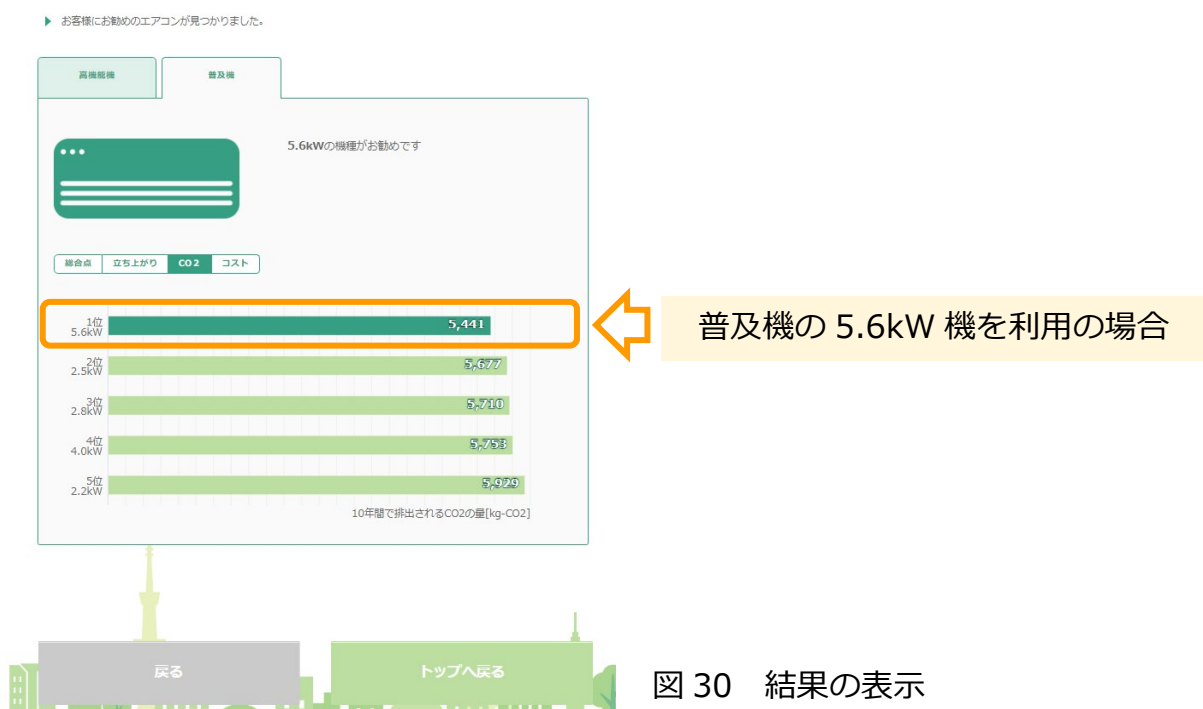 お客様にお勧めのエアコンが見つかりました。
高機能機
普及機
5.6kWの機種がお勧めです
総合点 立ち上がり CO2 コスト
1位
5.6kW
5,441
普及機の 5.6kW 機を利用の場合
2位
2.5kW
5,677
3位
2.8kW
5,710
4位
4.0kW
5,753
5位
2.2kW
5,929
10年間で排出されるCO2の量[kg-CO2]
戻る
トップへ戻る
図 30　結果の表示